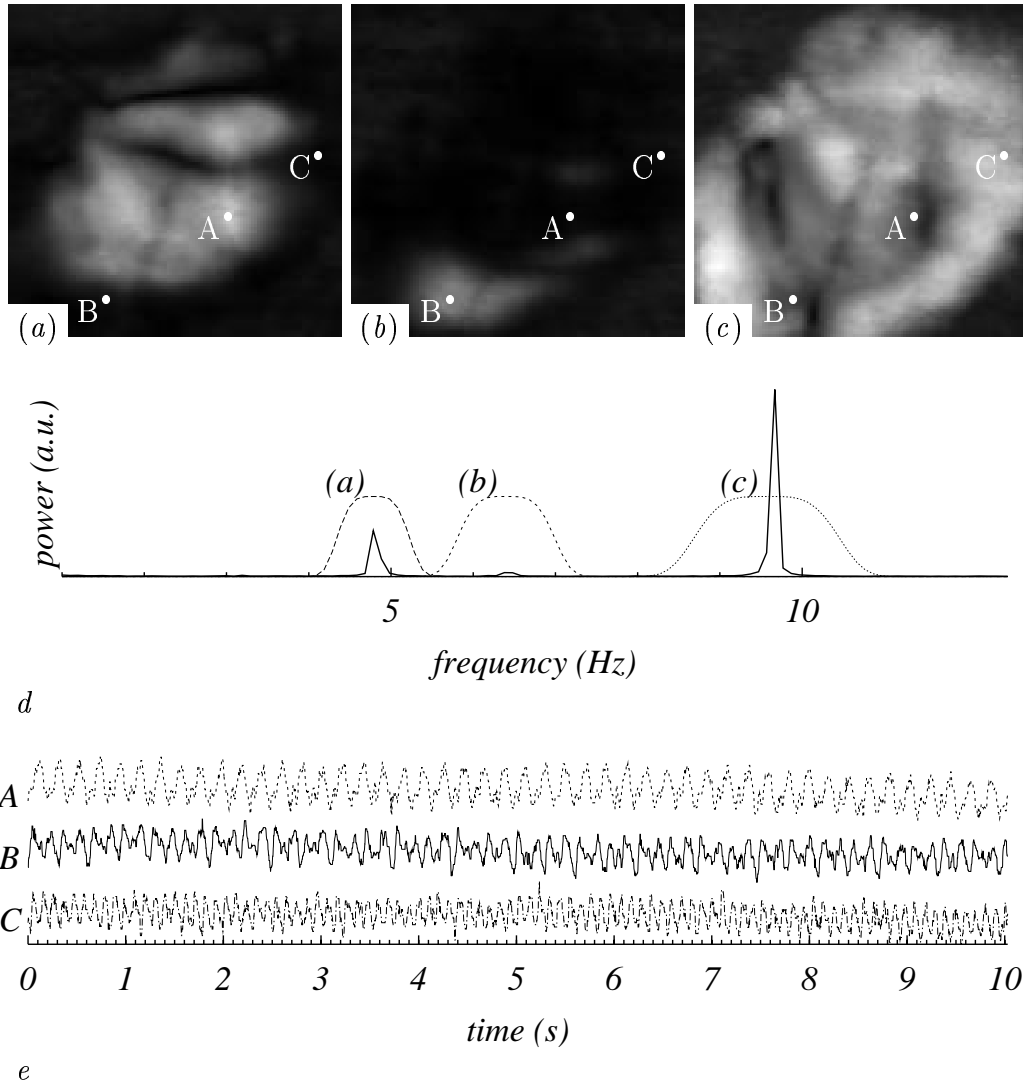 C C C
A A A
B B B
(a) (b) (c)
power (a.u.)
(a) (b) (c)
5 10
frequency (Hz)
d
A
B
C
0 1 2 3 4 5 6 7 8 9 10
time (s)
e